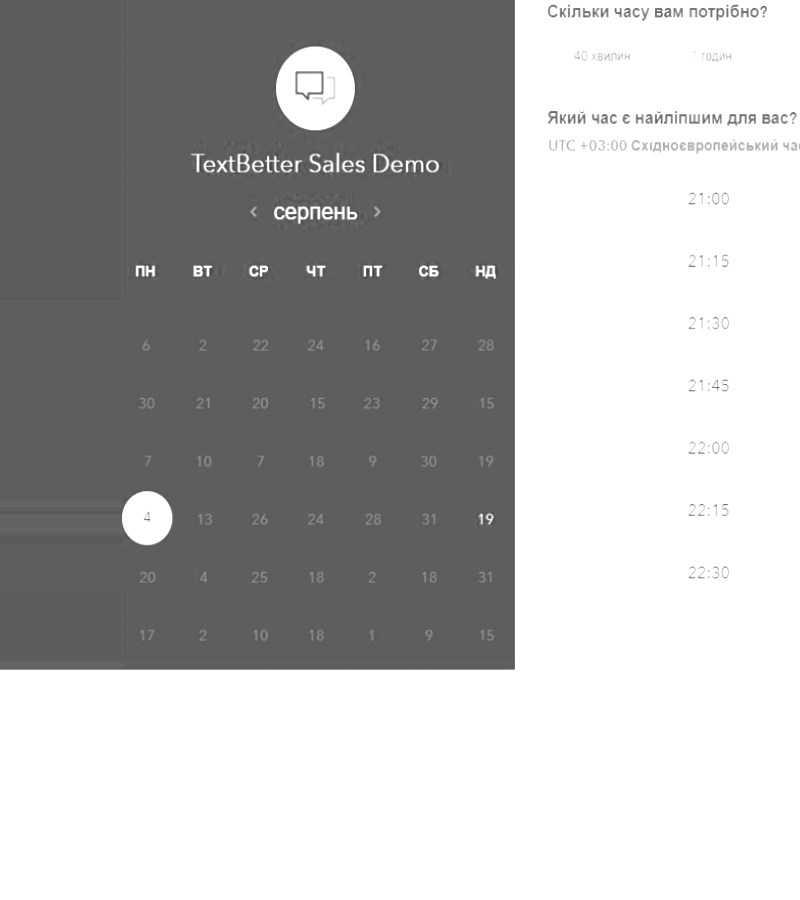 TextBetter Sales Demo
серпень
ПН ВТ СР ЧТ ПТ СБ НД
6 2 22 24 16 27 28
30 21 20 15 23 29 15
7 10 7 18 9 30 19
4 13 26 24 28 31 19
20 4 25 18 2 18 31
17 2 10 18 1 9 15
Скільки часу вам потрібно?
40 хвилин 1 годин
Який час є найліпшим для вас?
UTC +03:00 Східноєвропейський ча
21:00
21:15
21:30
21:45
22:00
22:15
22:30